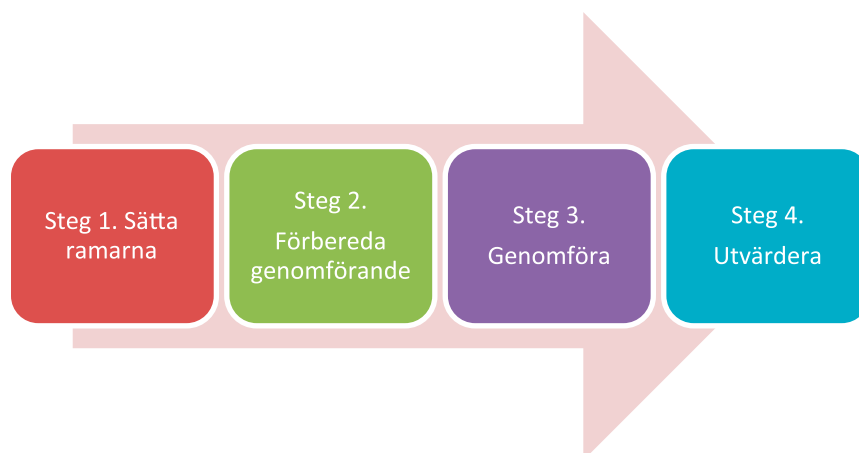 Steg 1. Sätta
ramarna
Steg 2.
Förbereda
genomförande
Steg 3.
Genomföra
Steg 4.
Utvärdera